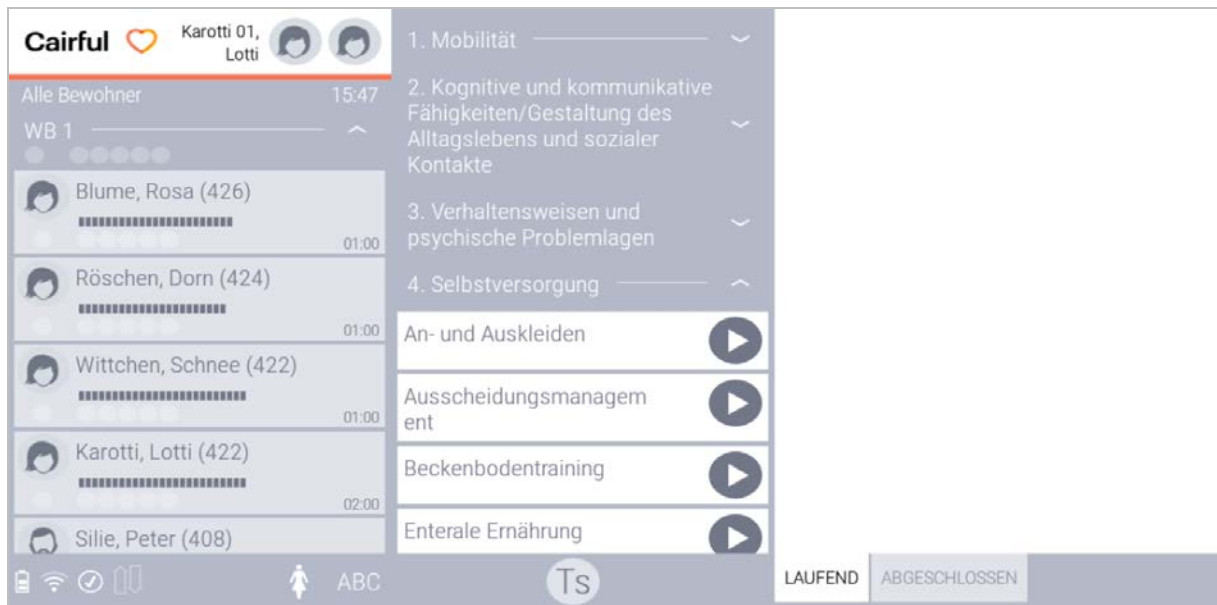 Cairful
Karotti 01,
Lotti
Alle Bewohner 15:47
WB 1
Blume, Rosa (426)
01:00
Röschen, Dorn (424)
01:00
Wittchen, Schnee (422)
01:00
Karotti, Lotti (422)
02:00
Silie, Peter (408)
ABC
1. Mobilität
2. Kognitive und kommunikative
Fähigkeiten/Gestaltung des
Alltagslebens und sozialer
Kontakte
3. Verhaltensweisen und
psychische Problemlagen
4. Selbstversorgung
An- und Auskleiden
Ausscheidungsmanagem
ent
Beckenbodentraining
Enterale Ernährung
Ts
LAUFEND ABGESCHLOSSEN